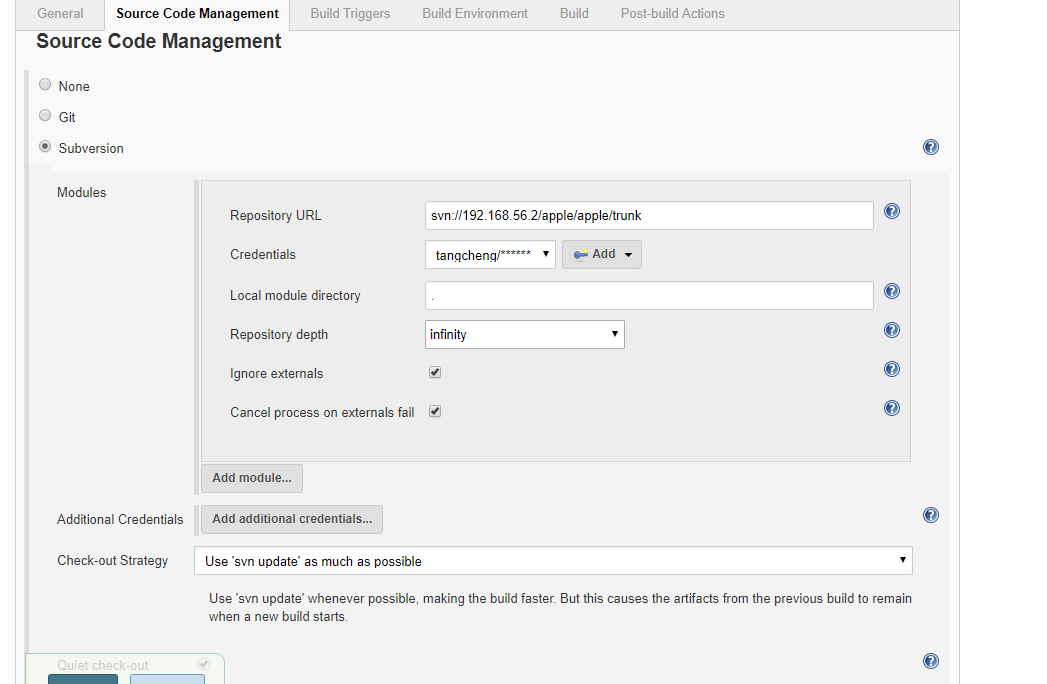 General Source Code Management Build Triggers Build Environment Build Post-build Actions
Source Code Management
None
Git
Subversion
Modules
Repository URL svn://192.168.56.2/apple/apple/trunk
Credentials tangcheng/****** Add
Local module directory .
Repository depth infinity
Ignore externals
Cancel process on externals fail
Add module...
Additional Credentials Add additional credentials...
Check-out Strategy Use 'svn update' as much as possible
Use 'svn update' whenever possible, making the build faster. But this causes the artifacts from the previous build to remain
when a new build starts.
Quiet check-out